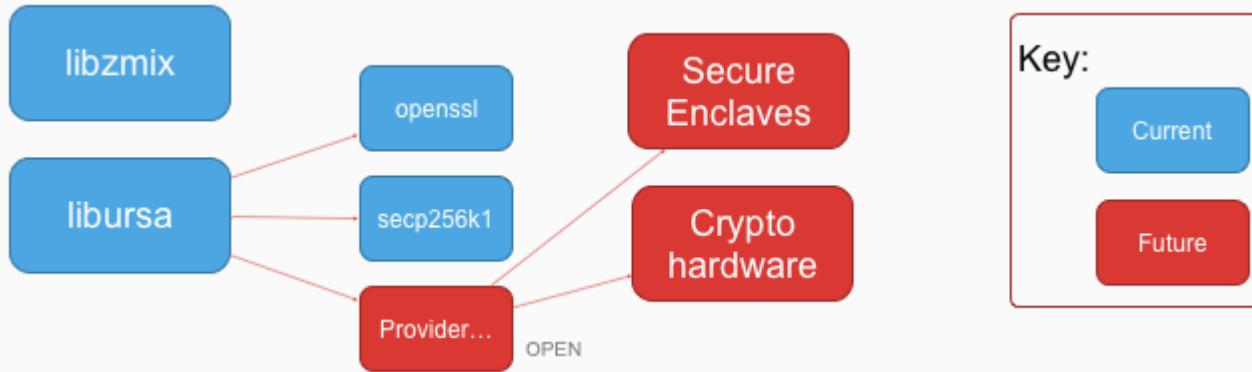 libzmix
libursa
openssl
secp256k1
Provider…
OPEN
Secure
Enclaves
Crypto
hardware
Key:
Current
Future